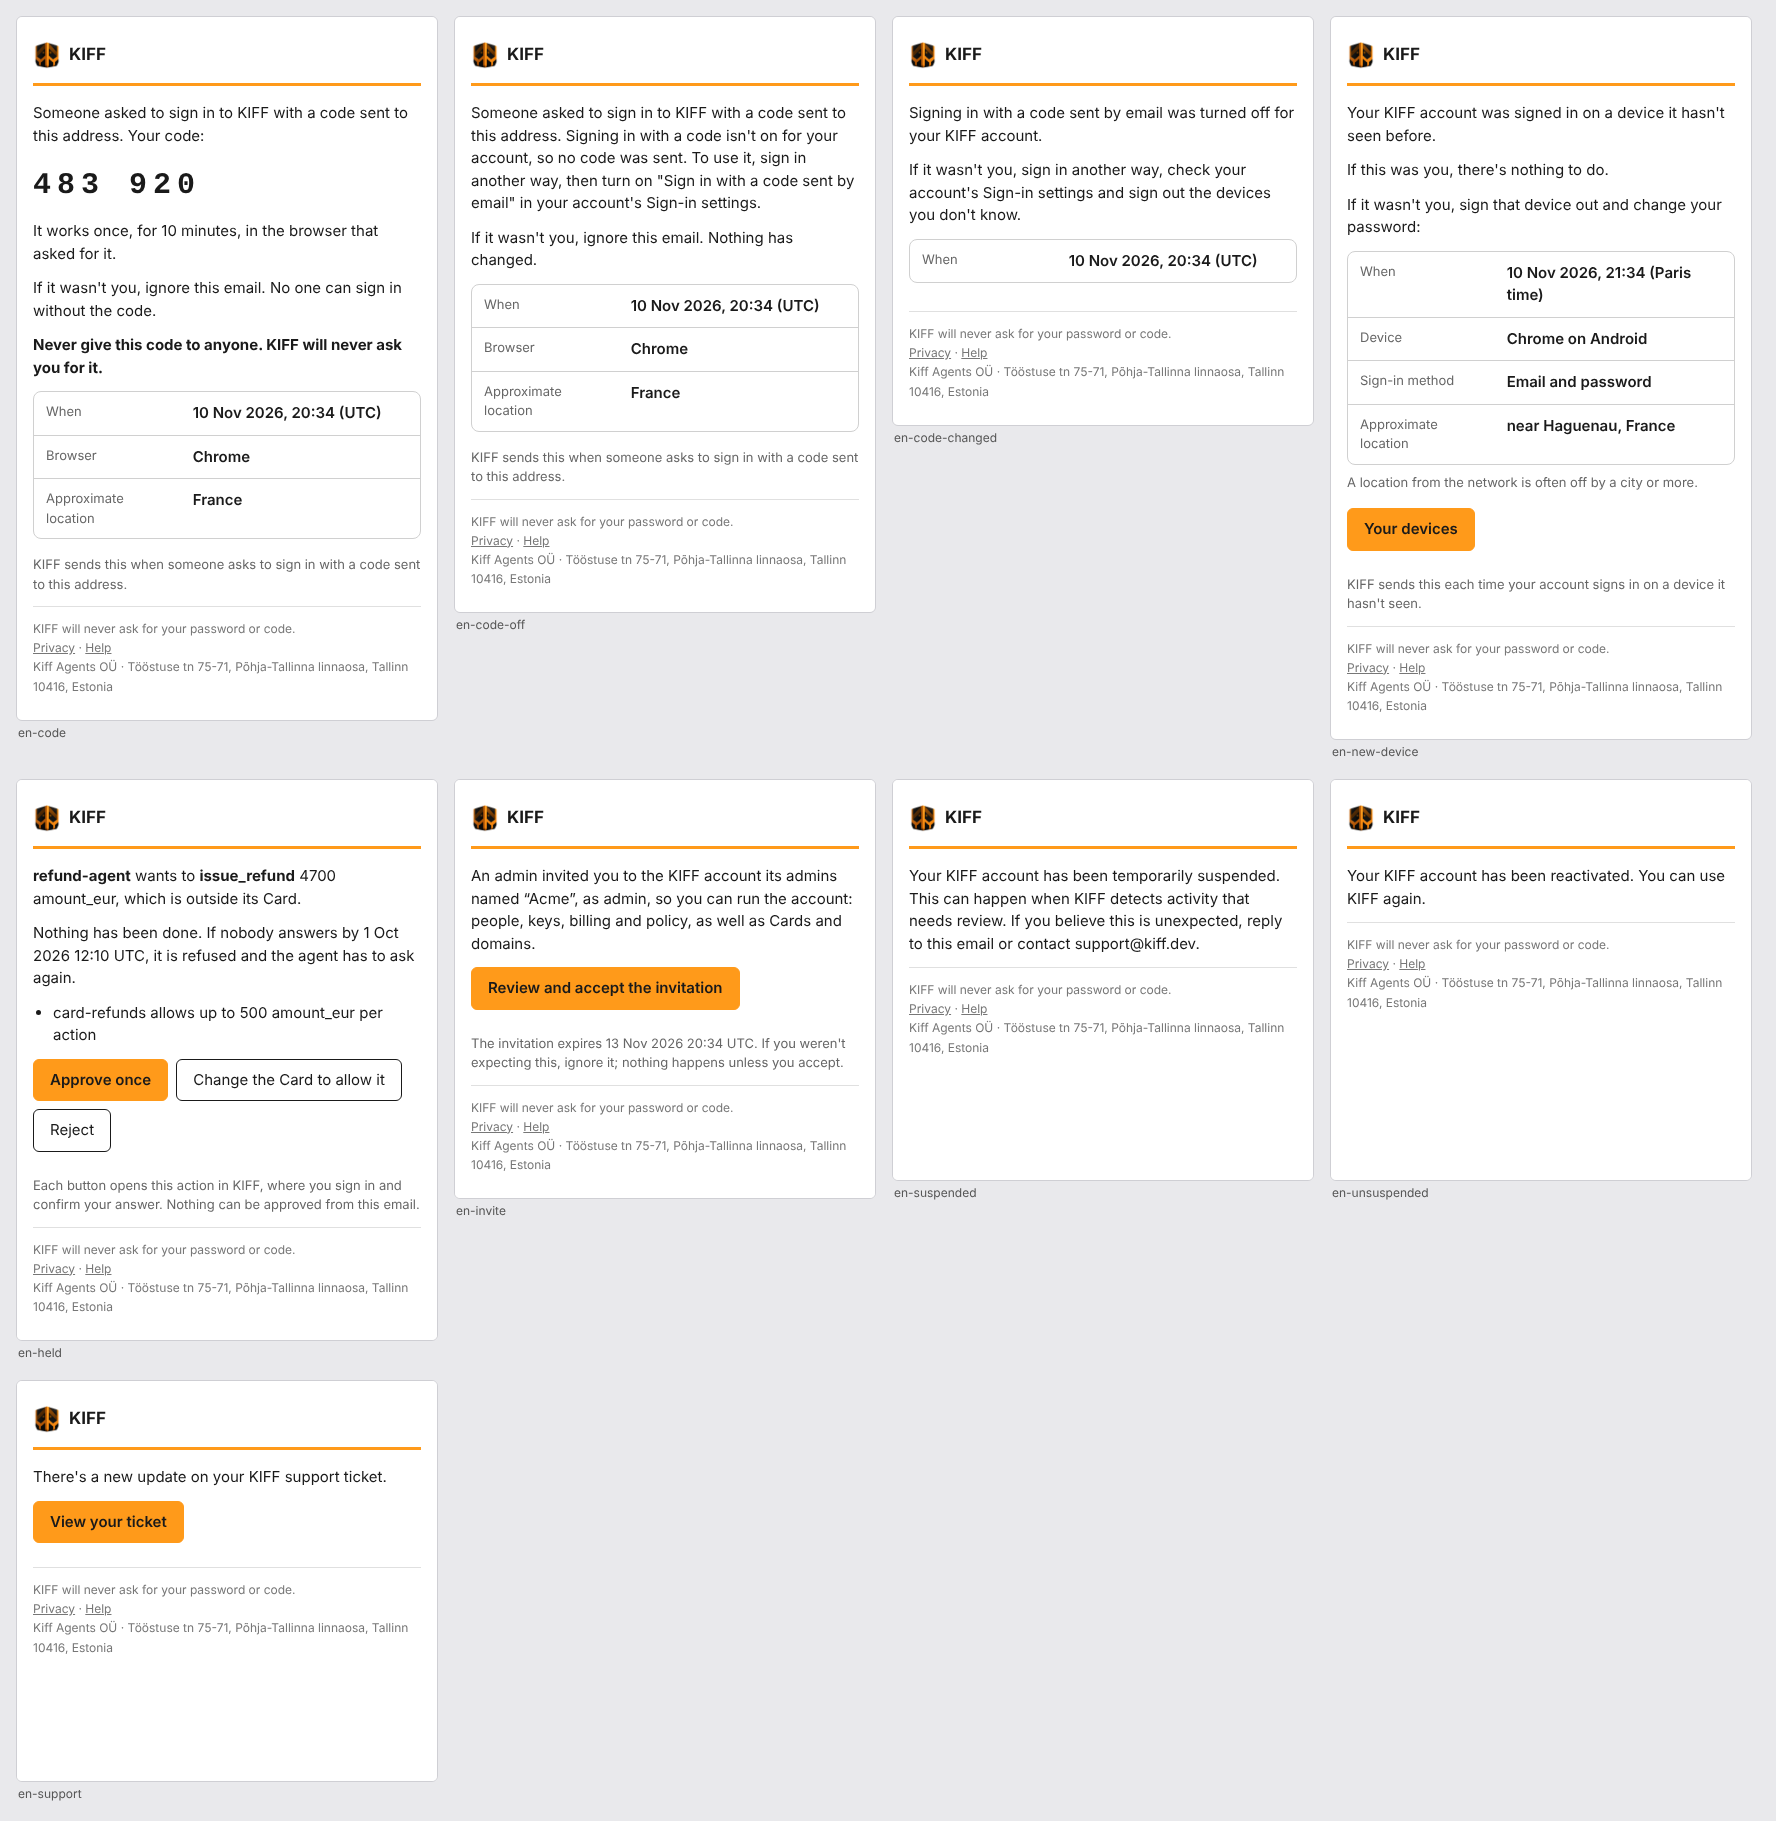 KIFF
Someone asked to sign in to KIFF with a code sent to
this address. Your code:
483 920
It works once, for 10 minutes, in the browser that
asked for it.
If it wasn't you, ignore this email. No one can sign in
without the code.
Never give this code to anyone. KIFF will never ask
you for it.
When 10 Nov 2026, 20:34 (UTC)
Browser Chrome
Approximate
location France
KIFF sends this when someone asks to sign in with a code sent
to this address.
KIFF will never ask for your password or code.
Privacy · Help
Kiff Agents OÜ · Tööstuse tn 75-71, Põhja-Tallinna linnaosa, Tallinn
10416, Estonia
en-code
KIFF
Someone asked to sign in to KIFF with a code sent to
this address. Signing in with a code isn't on for your
account, so no code was sent. To use it, sign in
another way, then turn on "Sign in with a code sent by
email" in your account's Sign-in settings.
If it wasn't you, ignore this email. Nothing has
changed.
When 10 Nov 2026, 20:34 (UTC)
Browser Chrome
Approximate
location France
KIFF sends this when someone asks to sign in with a code sent
to this address.
KIFF will never ask for your password or code.
Privacy · Help
Kiff Agents OÜ · Tööstuse tn 75-71, Põhja-Tallinna linnaosa, Tallinn
10416, Estonia
en-code-off
KIFF
Signing in with a code sent by email was turned off for
your KIFF account.
If it wasn't you, sign in another way, check your
account's Sign-in settings and sign out the devices
you don't know.
When 10 Nov 2026, 20:34 (UTC)
KIFF will never ask for your password or code.
Privacy · Help
Kiff Agents OÜ · Tööstuse tn 75-71, Põhja-Tallinna linnaosa, Tallinn
10416, Estonia
en-code-changed
KIFF
Your KIFF account was signed in on a device it hasn't
seen before.
If this was you, there's nothing to do.
If it wasn't you, sign that device out and change your
password:
When 10 Nov 2026, 21:34 (Paris
time)
Device Chrome on Android
Sign-in method Email and password
Approximate
location near Haguenau, France
A location from the network is often off by a city or more.
Your devices
KIFF sends this each time your account signs in on a device it
hasn't seen.
KIFF will never ask for your password or code.
Privacy · Help
Kiff Agents OÜ · Tööstuse tn 75-71, Põhja-Tallinna linnaosa, Tallinn
10416, Estonia
en-new-device
KIFF
refund-agent wants to issue_refund 4700
amount_eur, which is outside its Card.
Nothing has been done. If nobody answers by 1 Oct
2026 12:10 UTC, it is refused and the agent has to ask
again.
• card-refunds allows up to 500 amount_eur per
action
Approve once Change the Card to allow it
Reject
Each button opens this action in KIFF, where you sign in and
confirm your answer. Nothing can be approved from this email.
KIFF will never ask for your password or code.
Privacy · Help
Kiff Agents OÜ · Tööstuse tn 75-71, Põhja-Tallinna linnaosa, Tallinn
10416, Estonia
en-held
KIFF
An admin invited you to the KIFF account its admins
named “Acme”, as admin, so you can run the account:
people, keys, billing and policy, as well as Cards and
domains.
Review and accept the invitation
The invitation expires 13 Nov 2026 20:34 UTC. If you weren't
expecting this, ignore it; nothing happens unless you accept.
KIFF will never ask for your password or code.
Privacy · Help
Kiff Agents OÜ · Tööstuse tn 75-71, Põhja-Tallinna linnaosa, Tallinn
10416, Estonia
en-invite
KIFF
Your KIFF account has been temporarily suspended.
This can happen when KIFF detects activity that
needs review. If you believe this is unexpected, reply
to this email or contact support@kiff.dev.
KIFF will never ask for your password or code.
Privacy · Help
Kiff Agents OÜ · Tööstuse tn 75-71, Põhja-Tallinna linnaosa, Tallinn
10416, Estonia
en-suspended
KIFF
Your KIFF account has been reactivated. You can use
KIFF again.
KIFF will never ask for your password or code.
Privacy · Help
Kiff Agents OÜ · Tööstuse tn 75-71, Põhja-Tallinna linnaosa, Tallinn
10416, Estonia
en-unsuspended
KIFF
There's a new update on your KIFF support ticket.
View your ticket
KIFF will never ask for your password or code.
Privacy · Help
Kiff Agents OÜ · Tööstuse tn 75-71, Põhja-Tallinna linnaosa, Tallinn
10416, Estonia
en-support